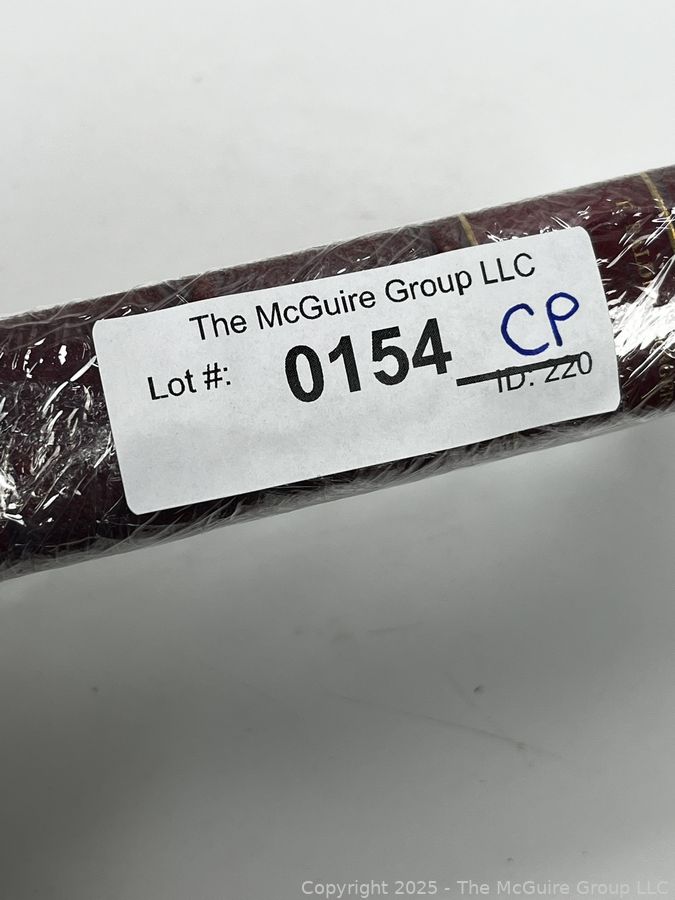 The McGuire Group LLC
Lot #: 0154 CP
ID: 220
Copyright 2025 - The McGuire Group LLC